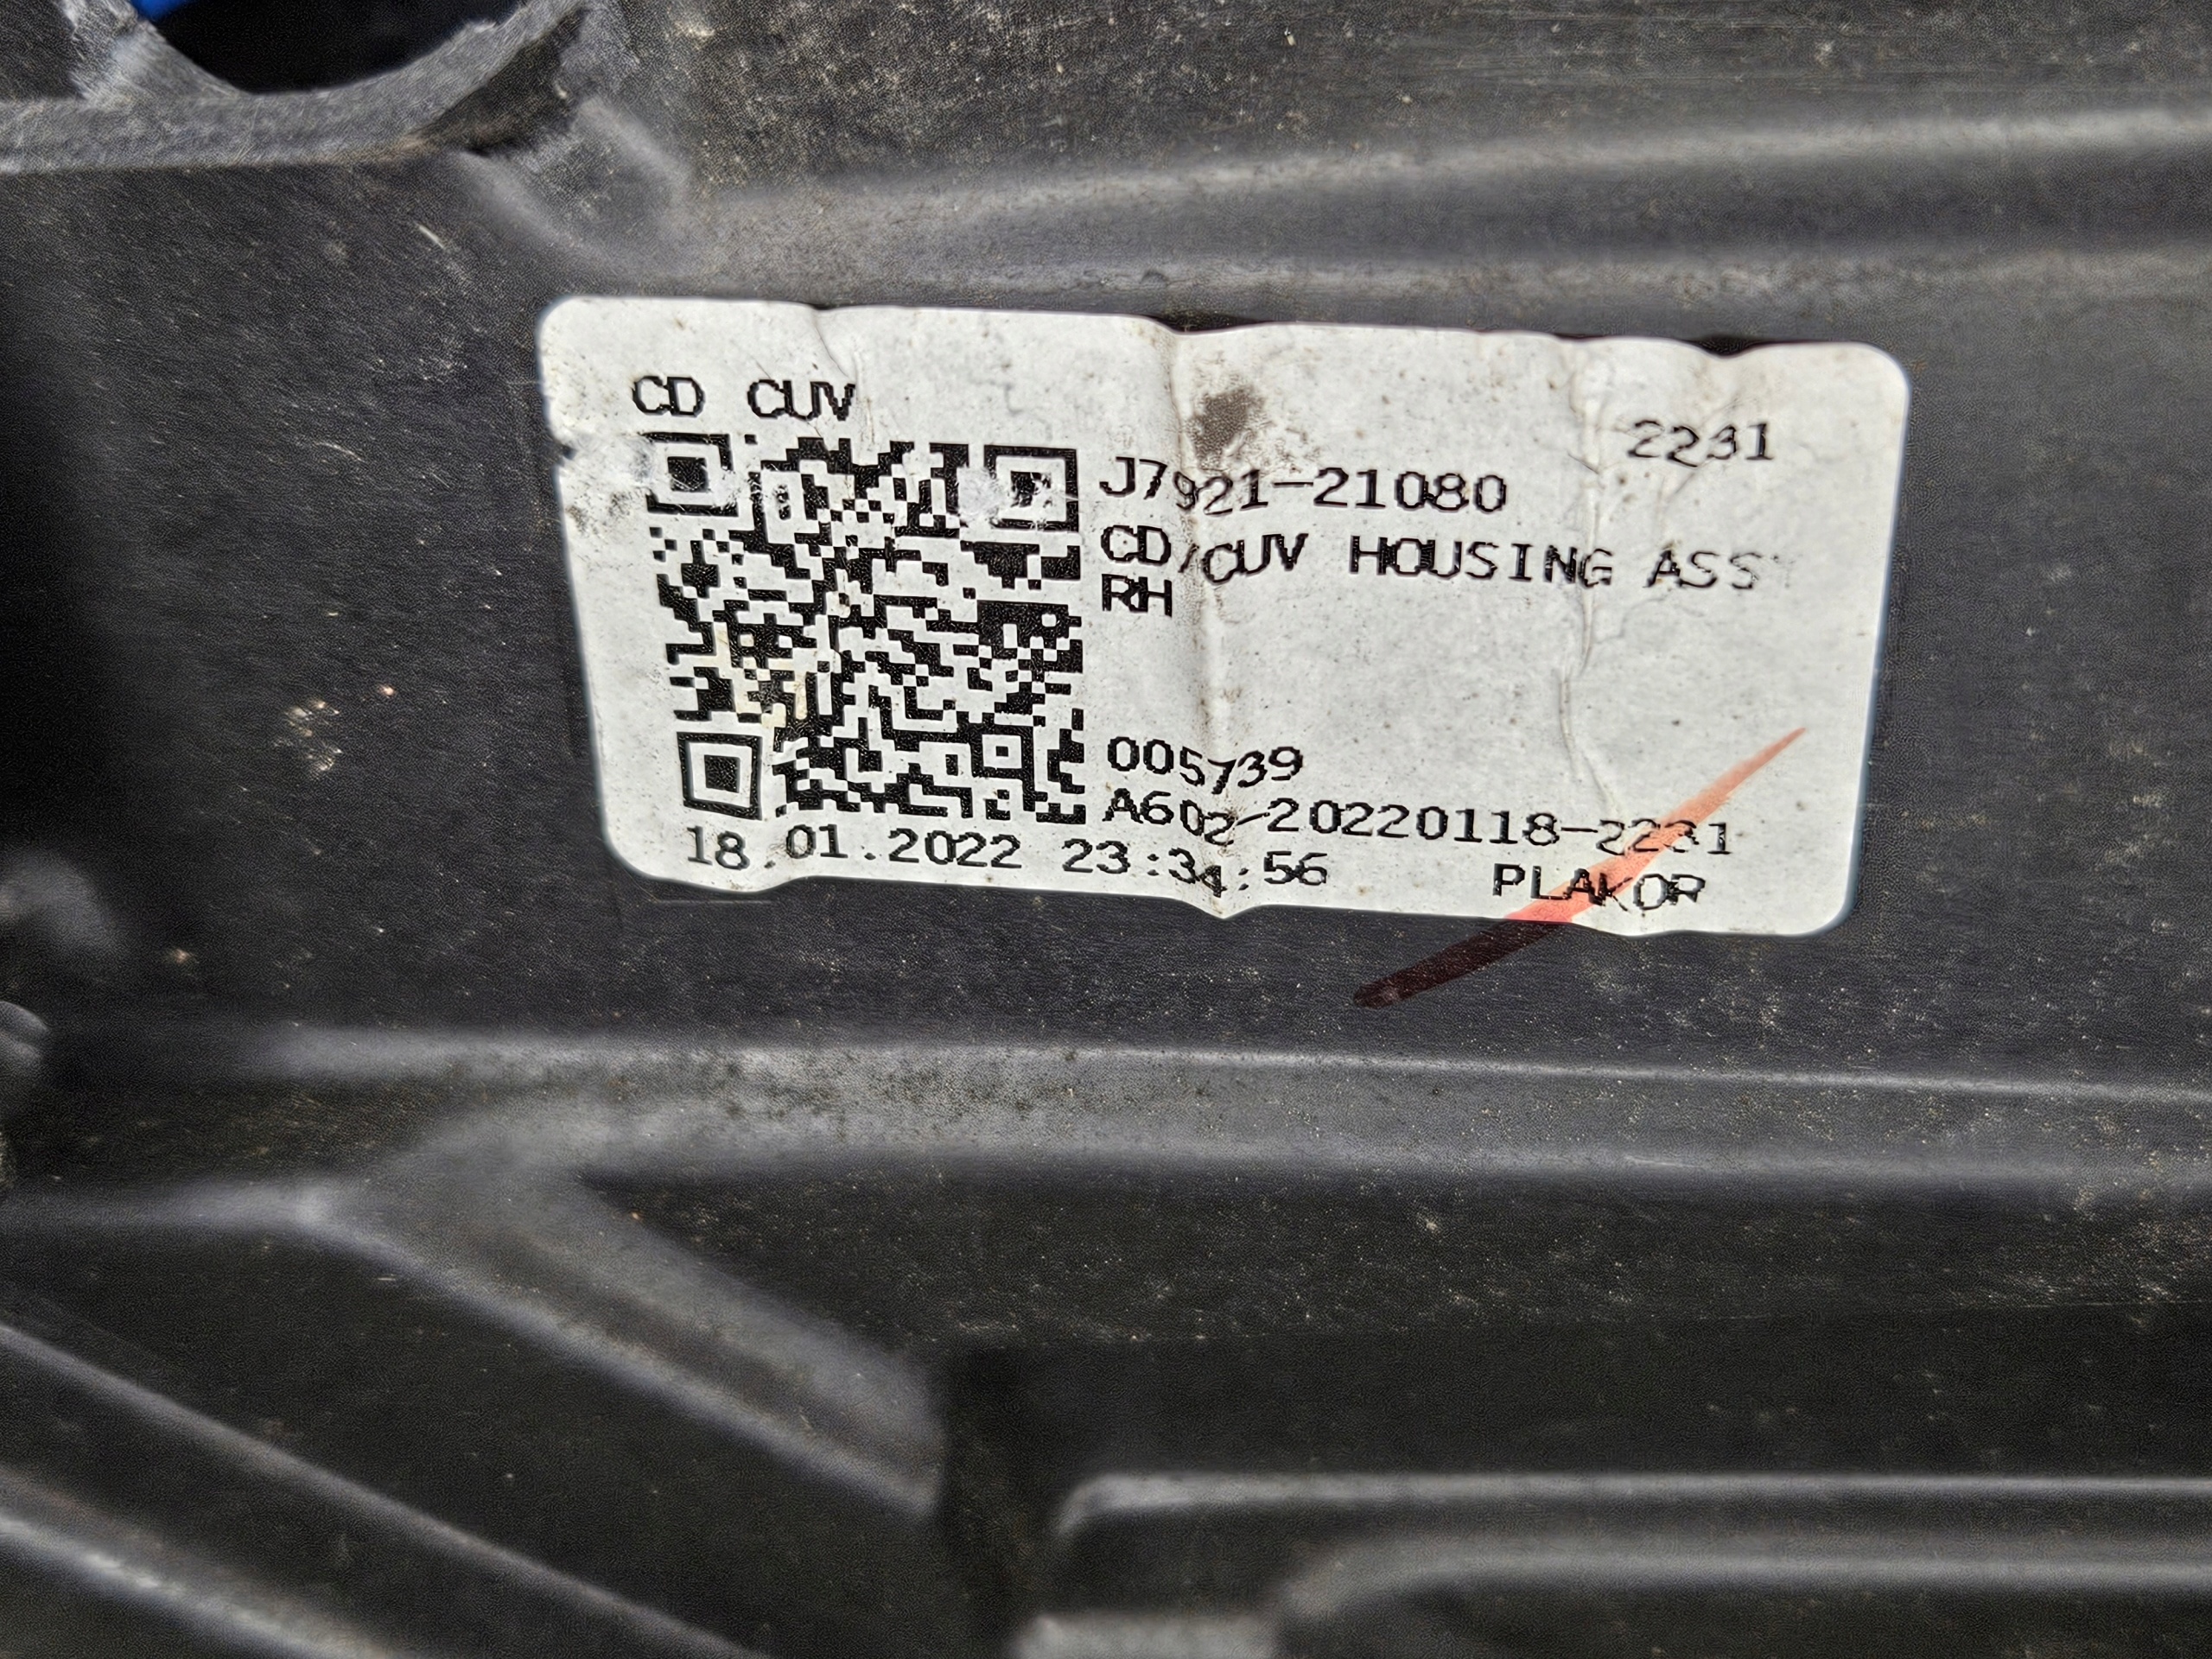 CD CUV
2231
J7921-21080
CD/CUV HOUSING ASSY
RH
005739
A602-20220118-2231
18.01.2022 23:34:56 PLAKOR